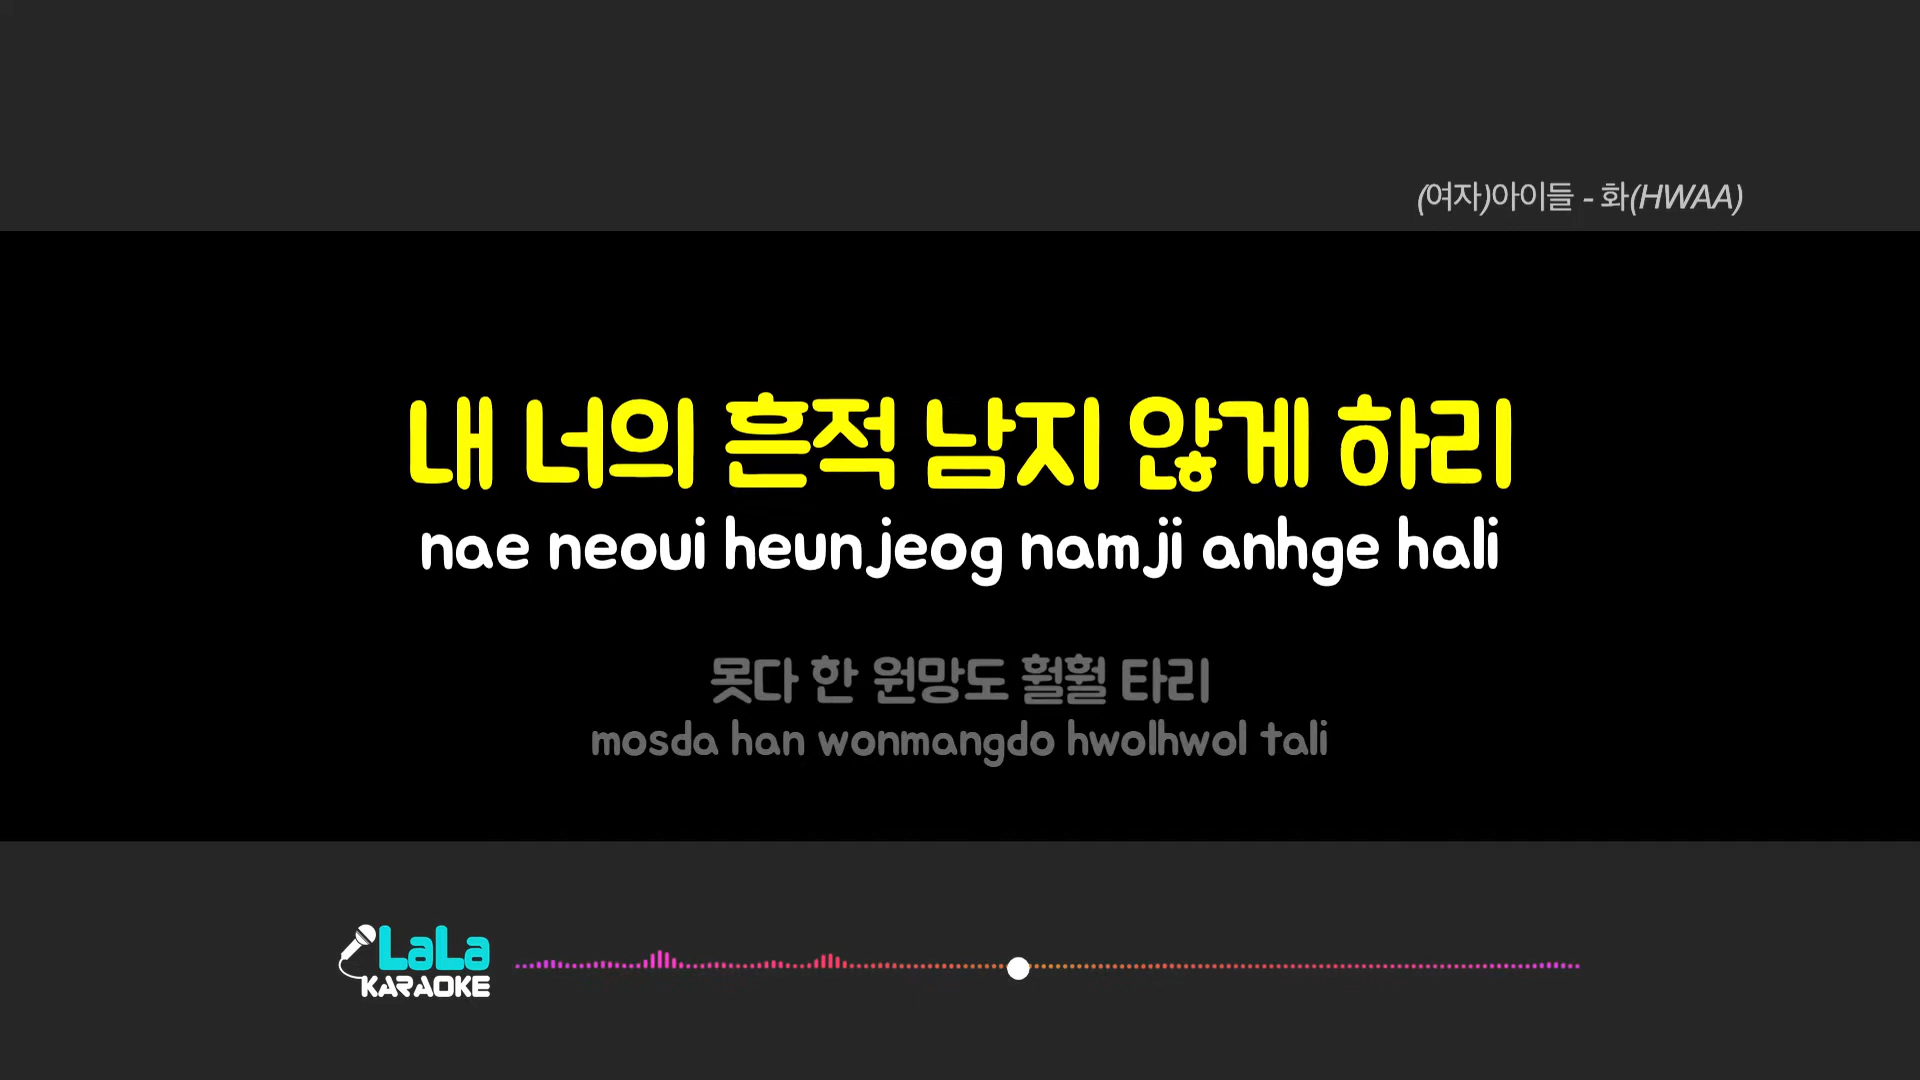 (여자)아이들 - 화(HWAA)
내 너의 흔적 남지 않게 하리
nae neoui heunjeog namji anhge hali
못다 한 원망도 훨훨 타리
mosda han wonmangdo hwolhwol tali
LaLa
KARAOKE